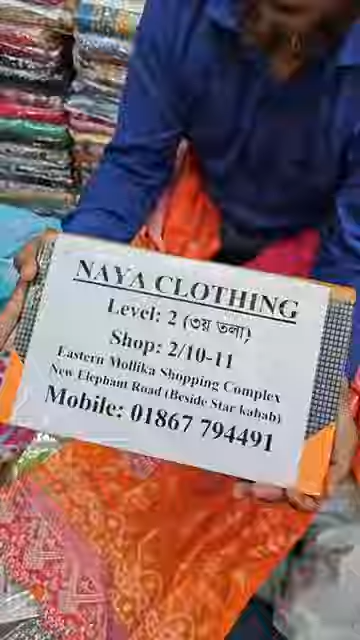 NAYA CLOTHING
Level: 2 (৩য় তলা)
Shop: 2/10-11
Eastern Mollika Shopping Complex
New Elephant Road (Beside Star kabab)
Mobile: 01867 794491